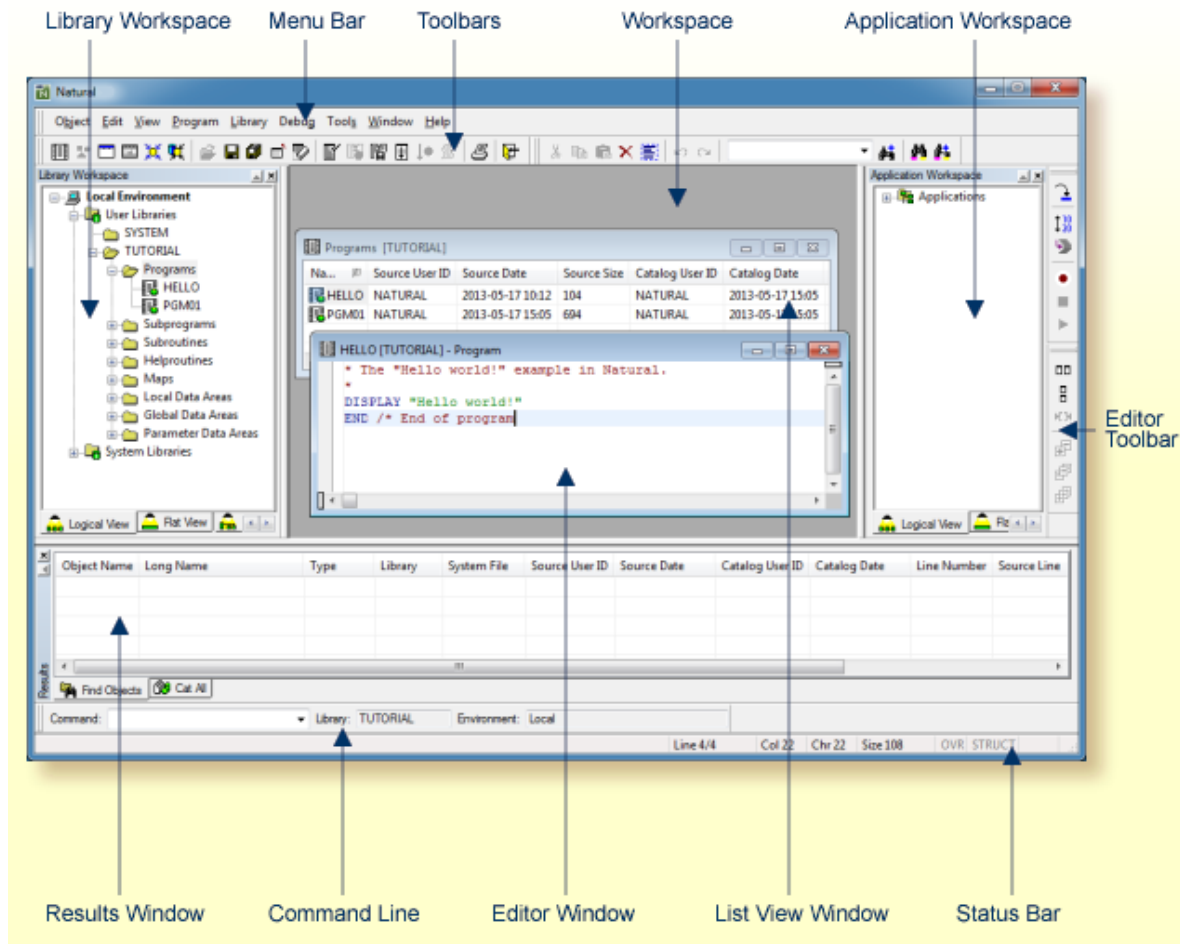 Library Workspace Menu Bar Toolbars Workspace Application Workspace
Natural
Object Edit View Program Library Debug Tools Window Help
Library Workspace
Local Environment
User Libraries
SYSTEM
TUTORIAL
Programs
HELLO
PGM01
Subprograms
Subroutines
Helproutines
Maps
Local Data Areas
Global Data Areas
Parameter Data Areas
System Libraries
Logical View Flat View
Programs [TUTORIAL]
Na... Source User ID Source Date Source Size Catalog User ID Catalog Date
HELLO NATURAL 2013-05-17 10:12 104 NATURAL 2013-05-17 15:05
PGM01 NATURAL 2013-05-17 15:05 694 NATURAL 2013-05-17 15:05
HELLO [TUTORIAL] - Program
* The "Hello world!" example in Natural.
*
DISPLAY "Hello world!"
END /* End of program
Application Workspace
Applications
Logical View
Editor
Toolbar
Object Name Long Name Type Library System File Source User ID Source Date Catalog User ID Catalog Date Line Number Source Line
Results
Find Objects Cat All
Command: Library: TUTORIAL Environment: Local
Line 4/4 Col 22 Chr 22 Size 108 OVR STRUCT
Results Window Command Line Editor Window List View Window Status Bar